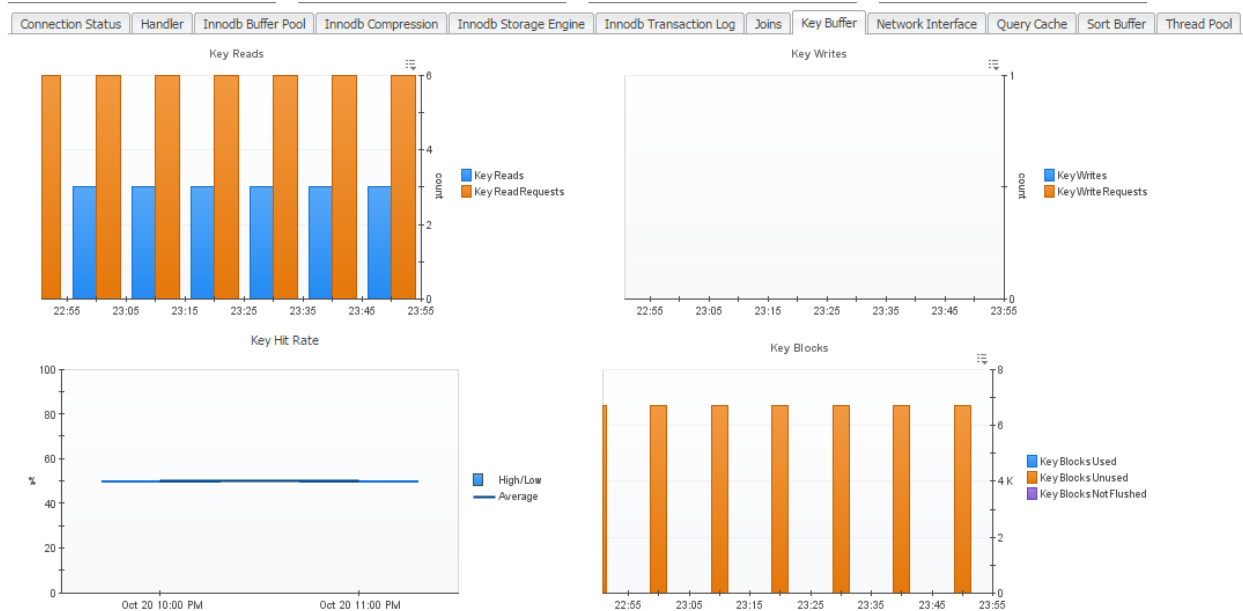 Connection Status Handler Innodb Buffer Pool Innodb Compression Innodb Storage Engine Innodb Transaction Log Joins Key Buffer Network Interface Query Cache Sort Buffer Thread Pool
Key Reads
6
4
2
0
count
22:55 23:05 23:15 23:25 23:35 23:45 23:55
Key Reads
Key Read Requests
Key Writes
1
0
count
22:55 23:05 23:15 23:25 23:35 23:45 23:55
Key Writes
Key Write Requests
Key Hit Rate
100
80
60
40
20
0
%
Oct 20 10:00 PM Oct 20 11:00 PM
High/Low
Average
Key Blocks
8
6
4 K
2
0
22:55 23:05 23:15 23:25 23:35 23:45 23:55
Key Blocks Used
Key Blocks Unused
Key Blocks Not Flushed